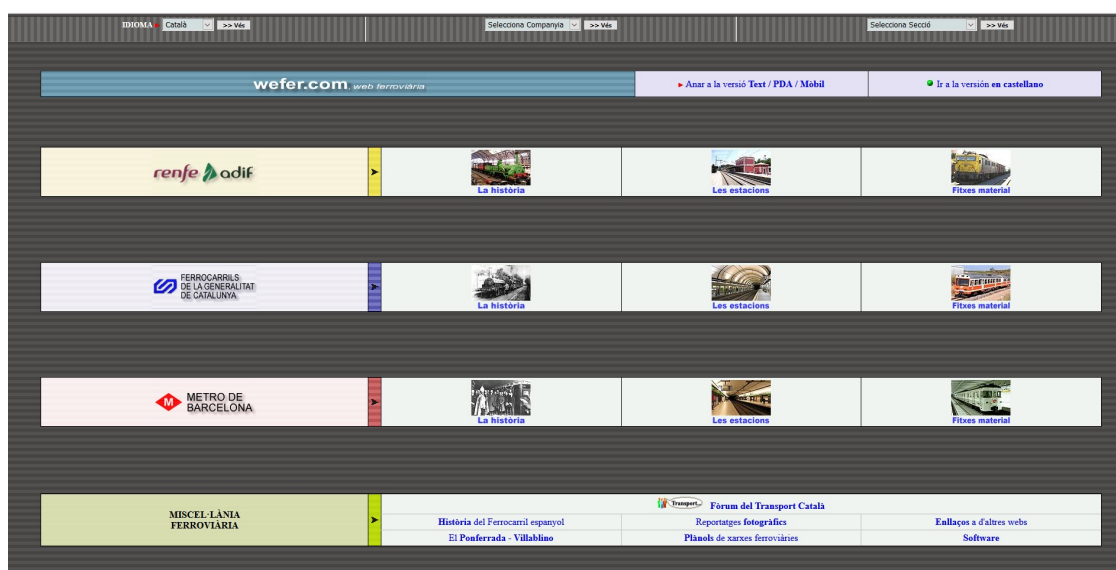 IDIOMA Català >> Vés Selecciona Companyia >> Vés Selecciona Secció >> Vés
wefer.com, web ferroviària
Anar a la versió Text / PDA / Mòbil
Ir a la versión en castellano
renfe adif
La història
Les estacions
Fitxes material
FERROCARRILS
DE LA GENERALITAT
DE CATALUNYA
La història
Les estacions
Fitxes material
M METRO DE
BARCELONA
La història
Les estacions
Fitxes material
MISCEL·LÀNIA
FERROVIÀRIA
Transport... Fòrum del Transport Català
Història del Ferrocarril espanyol
Reportatges fotogràfics
Enllaços a d'altres webs
El Ponferrada - Villablino
Plànols de xarxes ferroviàries
Software